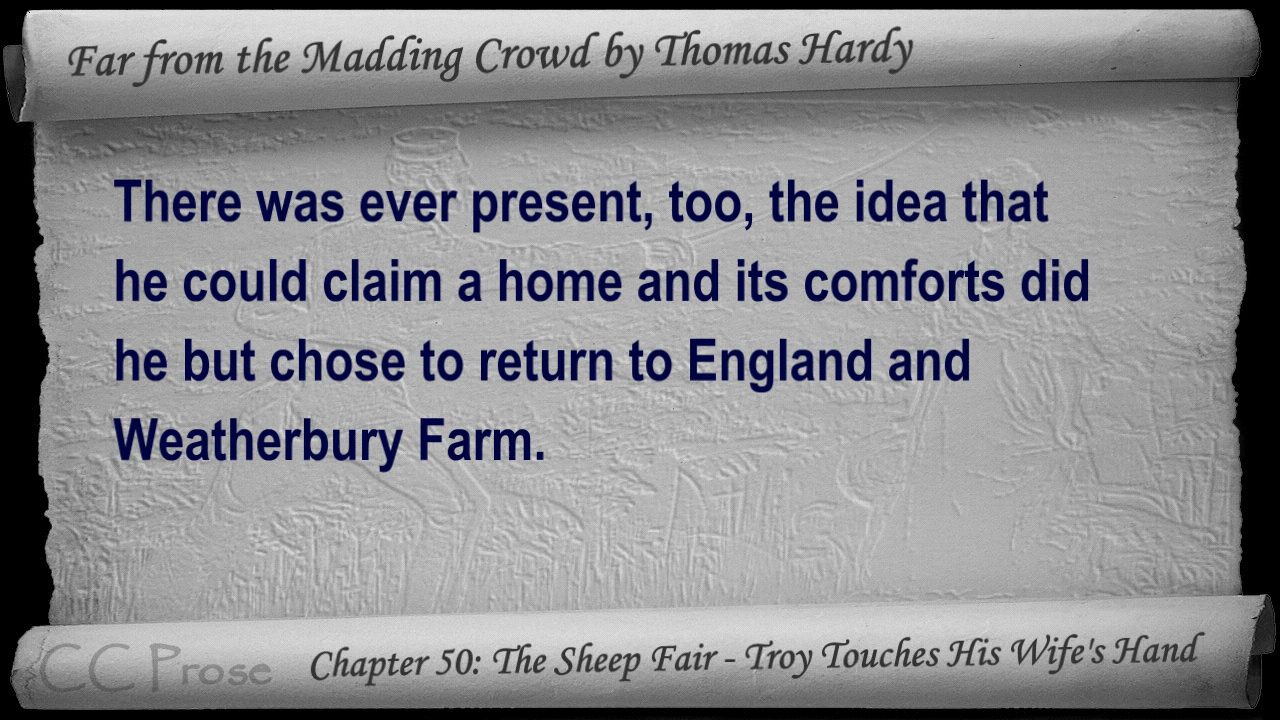 Far from the Madding Crowd by Thomas Hardy
There was ever present, too, the idea that
he could claim a home and its comforts did
he but chose to return to England and
Weatherbury Farm.
CC Prose
Chapter 50: The Sheep Fair - Troy Touches His Wife's Hand